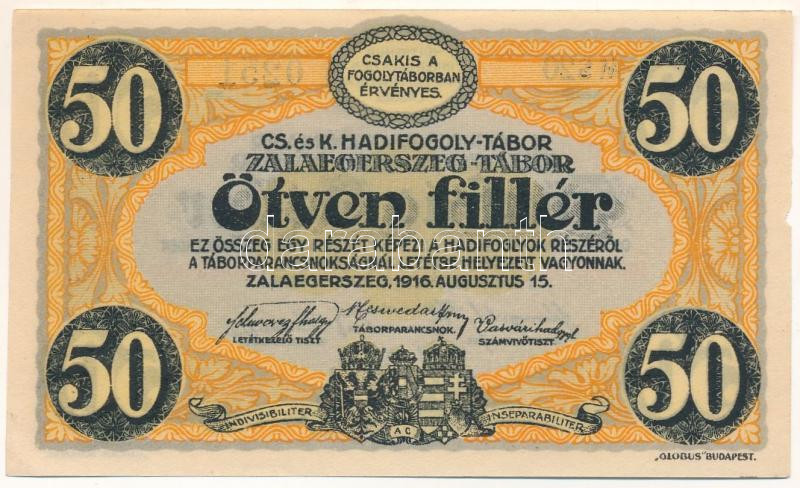 CSAKIS A
FOGOLYTÁBORBAN
ÉRVÉNYES.
50 50
CS. és K. HADIFOGOLY-TÁBOR
ZALAEGERSZEG-TÁBOR
Ötven fillér
EZ ÖSSZEG EGY RÉSZÉT KÉPEZI A HADIFOGLYOK RÉSZÉRŐL
A TÁBORPARANCSNOKSÁGNÁL LETÉTBE HELYEZETT VAGYONNAK.
ZALAEGERSZEG, 1916. AUGUSZTUS 15.
LETÉTKEZELŐ TISZT. TÁBORPARANCSNOK. SZÁMVIVŐTISZT.
50 50
INDIVISIBILITER AC INSEPARABILITER
„GLOBUS" BUDAPEST.
darabanth